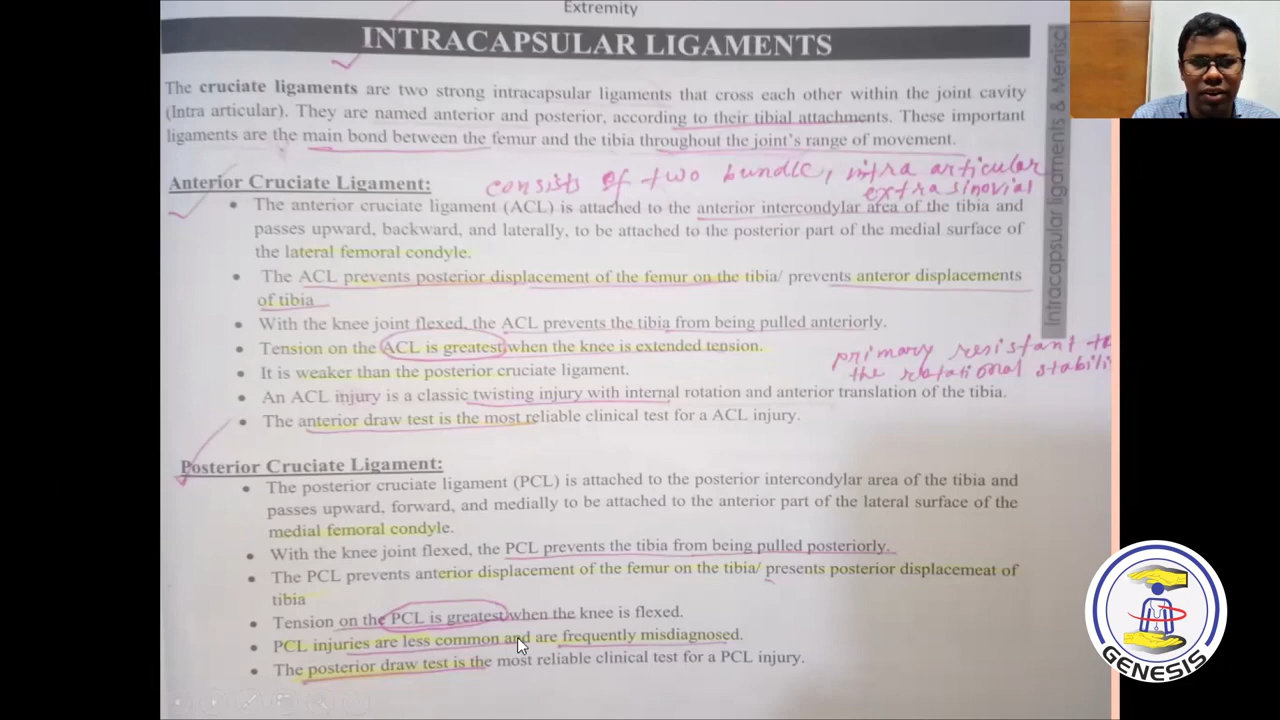 Extremity
INTRACAPSULAR LIGAMENTS
The cruciate ligaments are two strong intracapsular ligaments that cross each other within the joint cavity
(Intra articular). They are named anterior and posterior, according to their tibial attachments. These important
ligaments are the main bond between the femur and the tibia throughout the joint's range of movement.
consists of two bundle, intra articular
extra sinovial
Anterior Cruciate Ligament:
• The anterior cruciate ligament (ACL) is attached to the anterior intercondylar area of the tibia and
passes upward, backward, and laterally, to be attached to the posterior part of the medial surface of
the lateral femoral condyle.
• The ACL prevents posterior displacement of the femur on the tibia/ prevents anteror displacements
of tibia
• With the knee joint flexed, the ACL prevents the tibia from being pulled anteriorly.
• Tension on the ACL is greatest when the knee is extended tension.
• It is weaker than the posterior cruciate ligament.
primary resistant to
the rotational stabili
• An ACL injury is a classic twisting injury with internal rotation and anterior translation of the tibia.
• The anterior draw test is the most reliable clinical test for a ACL injury.
Posterior Cruciate Ligament:
• The posterior cruciate ligament (PCL) is attached to the posterior intercondylar area of the tibia and
passes upward, forward, and medially to be attached to the anterior part of the lateral surface of the
medial femoral condyle.
• With the knee joint flexed, the PCL prevents the tibia from being pulled posteriorly.
• The PCL prevents anterior displacement of the femur on the tibia/ presents posterior displacemeat of
tibia
• Tension on the PCL is greatest when the knee is flexed.
• PCL injuries are less common and are frequently misdiagnosed.
• The posterior draw test is the most reliable clinical test for a PCL injury.
Intracapsular ligaments & Menisci
GENESIS